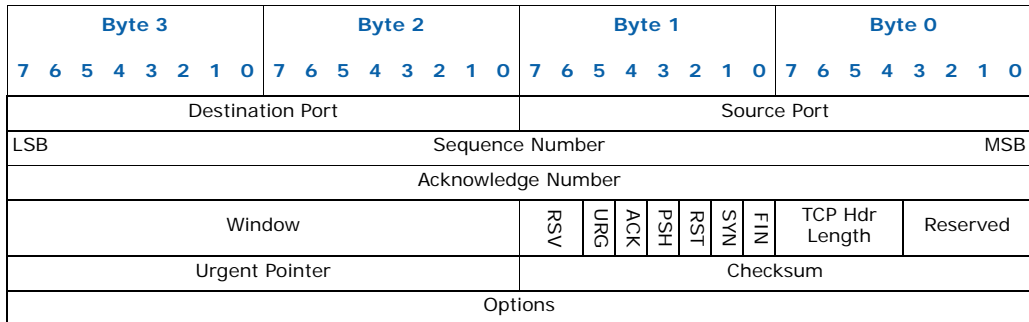 Byte 3 Byte 2 Byte 1 Byte 0
7 6 5 4 3 2 1 0 7 6 5 4 3 2 1 0 7 6 5 4 3 2 1 0 7 6 5 4 3 2 1 0
Destination Port Source Port
LSB Sequence Number MSB
Acknowledge Number
Window RSV URG ACK PSH RST SYN FIN TCP Hdr Length Reserved
Urgent Pointer Checksum
Options